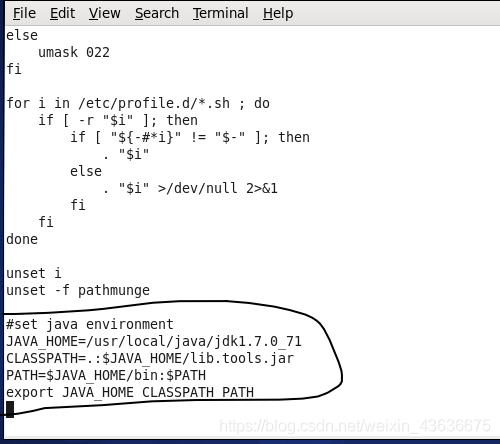 File Edit View Search Terminal Help
else
    umask 022
fi

for i in /etc/profile.d/*.sh ; do
    if [ -r "$i" ]; then
        if [ "${-#*i}" != "$-" ]; then
            . "$i"
        else
            . "$i" >/dev/null 2>&1
        fi
    fi
done

unset i
unset -f pathmunge

#set java environment
JAVA_HOME=/usr/local/java/jdk1.7.0_71
CLASSPATH=.:$JAVA_HOME/lib.tools.jar
PATH=$JAVA_HOME/bin:$PATH
export JAVA_HOME CLASSPATH PATH
https://blog.csdn.net/weixin_43636675